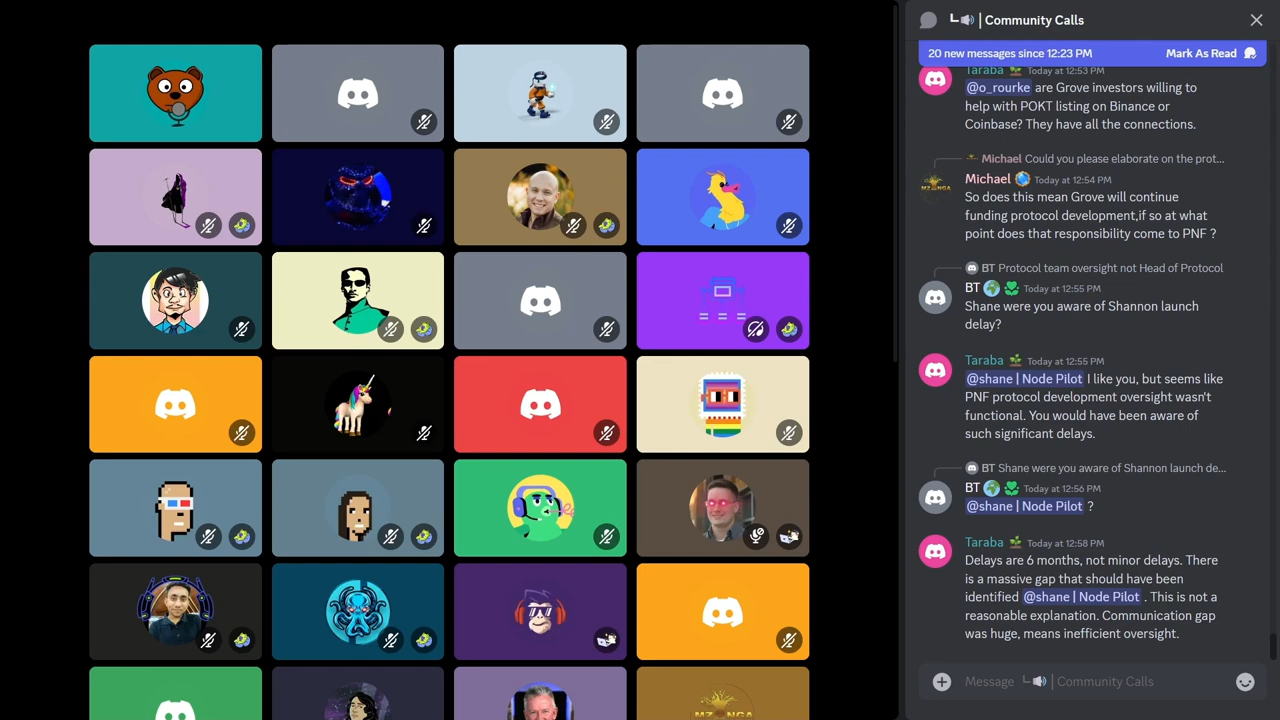 Community Calls
20 new messages since 12:23 PM
Mark As Read
Taraba Today at 12:53 PM
@o_rourke are Grove investors willing to
help with POKT listing on Binance or
Coinbase? They have all the connections.
Michael Could you please elaborate on the prot...
Michael Today at 12:54 PM
So does this mean Grove will continue
funding protocol development,if so at what
point does that responsibility come to PNF ?
BT Protocol team oversight not Head of Protocol
BT Today at 12:55 PM
Shane were you aware of Shannon launch
delay?
Taraba Today at 12:55 PM
@shane | Node Pilot I like you, but seems like
PNF protocol development oversight wasn't
functional. You would have been aware of
such significant delays.
BT Shane were you aware of Shannon launch de...
BT Today at 12:56 PM
@shane | Node Pilot ?
Taraba Today at 12:58 PM
Delays are 6 months, not minor delays. There
is a massive gap that should have been
identified @shane | Node Pilot . This is not a
reasonable explanation. Communication gap
was huge, means inefficient oversight.
Message Community Calls